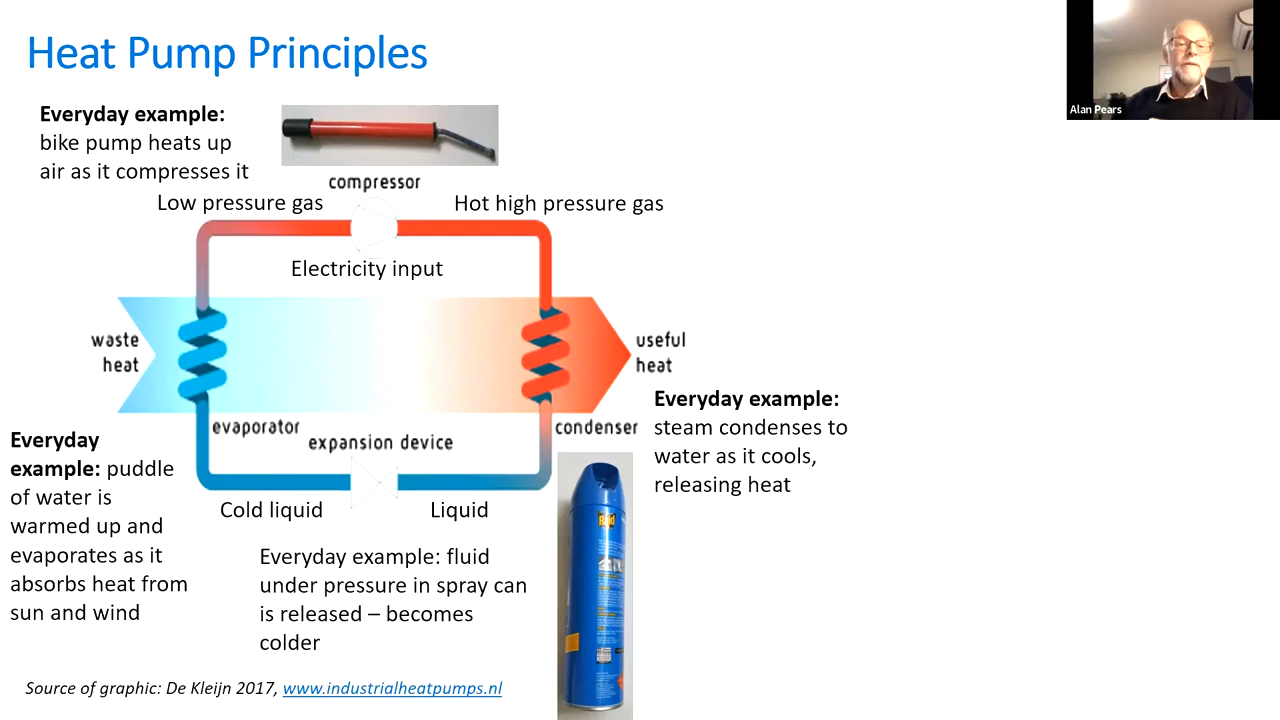 Heat Pump Principles
Alan Pears
Everyday example:
bike pump heats up
air as it compresses it
compressor
Low pressure gas
Hot high pressure gas
Electricity input
waste
heat
useful
heat
Everyday example:
steam condenses to
water as it cools,
releasing heat
evaporator
expansion device
condenser
Everyday
example: puddle
of water is
warmed up and
evaporates as it
absorbs heat from
sun and wind
Cold liquid
Liquid
Everyday example: fluid
under pressure in spray can
is released – becomes
colder
Raid
Source of graphic: De Kleijn 2017, www.industrialheatpumps.nl